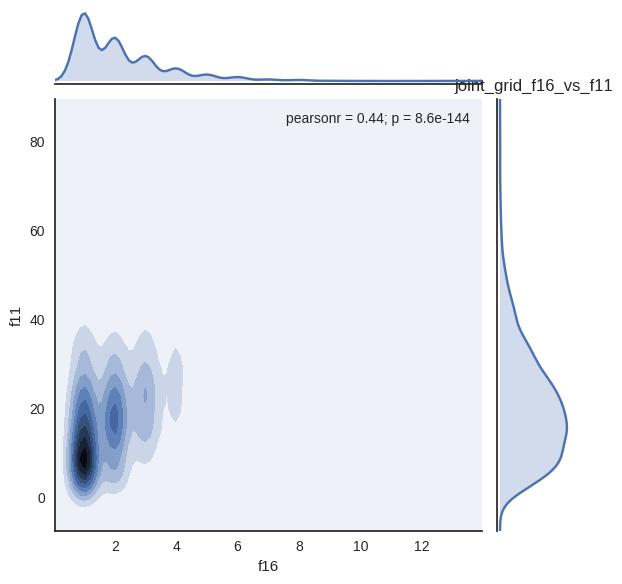 joint_grid_f16_vs_f11
pearsonr = 0.44; p = 8.6e-144
80
60
40
20
0
f11
2 4 6 8 10 12
f16